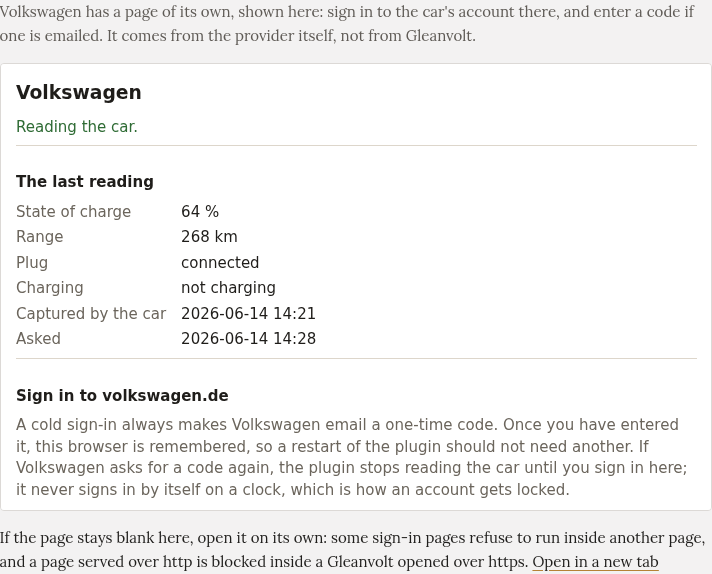 Volkswagen has a page of its own, shown here: sign in to the car's account there, and enter a code if
one is emailed. It comes from the provider itself, not from Gleanvolt.
Volkswagen
Reading the car.
The last reading
State of charge 64 %
Range 268 km
Plug connected
Charging not charging
Captured by the car 2026-06-14 14:21
Asked 2026-06-14 14:28
Sign in to volkswagen.de
A cold sign-in always makes Volkswagen email a one-time code. Once you have entered
it, this browser is remembered, so a restart of the plugin should not need another. If
Volkswagen asks for a code again, the plugin stops reading the car until you sign in here;
it never signs in by itself on a clock, which is how an account gets locked.
If the page stays blank here, open it on its own: some sign-in pages refuse to run inside another page,
and a page served over http is blocked inside a Gleanvolt opened over https. Open in a new tab